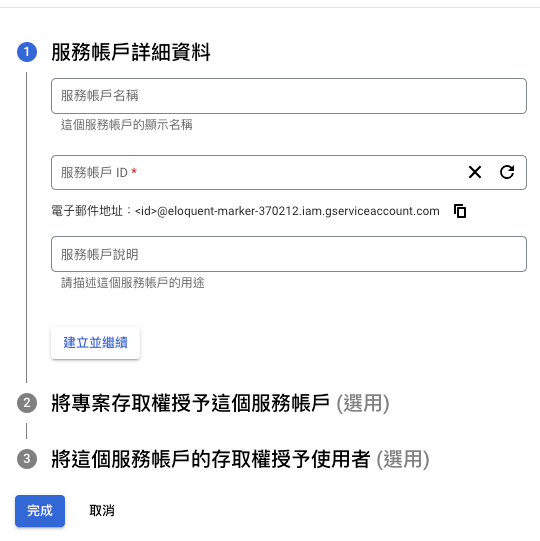 1 服務帳戶詳細資料
服務帳戶名稱
這個服務帳戶的顯示名稱
服務帳戶 ID *
電子郵件地址：<id>@eloquent-marker-370212.iam.gserviceaccount.com
服務帳戶說明
請描述這個服務帳戶的用途
建立並繼續
2 將專案存取權授予這個服務帳戶 (選用)
3 將這個服務帳戶的存取權授予使用者 (選用)
完成 取消